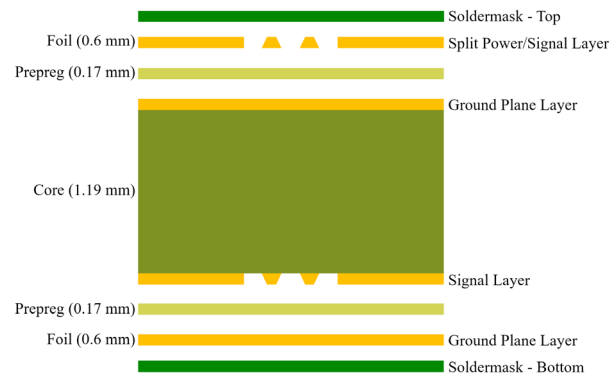 Soldermask - Top
Foil (0.6 mm)
Split Power/Signal Layer
Prepreg (0.17 mm)
Ground Plane Layer
Core (1.19 mm)
Signal Layer
Prepreg (0.17 mm)
Foil (0.6 mm)
Ground Plane Layer
Soldermask - Bottom